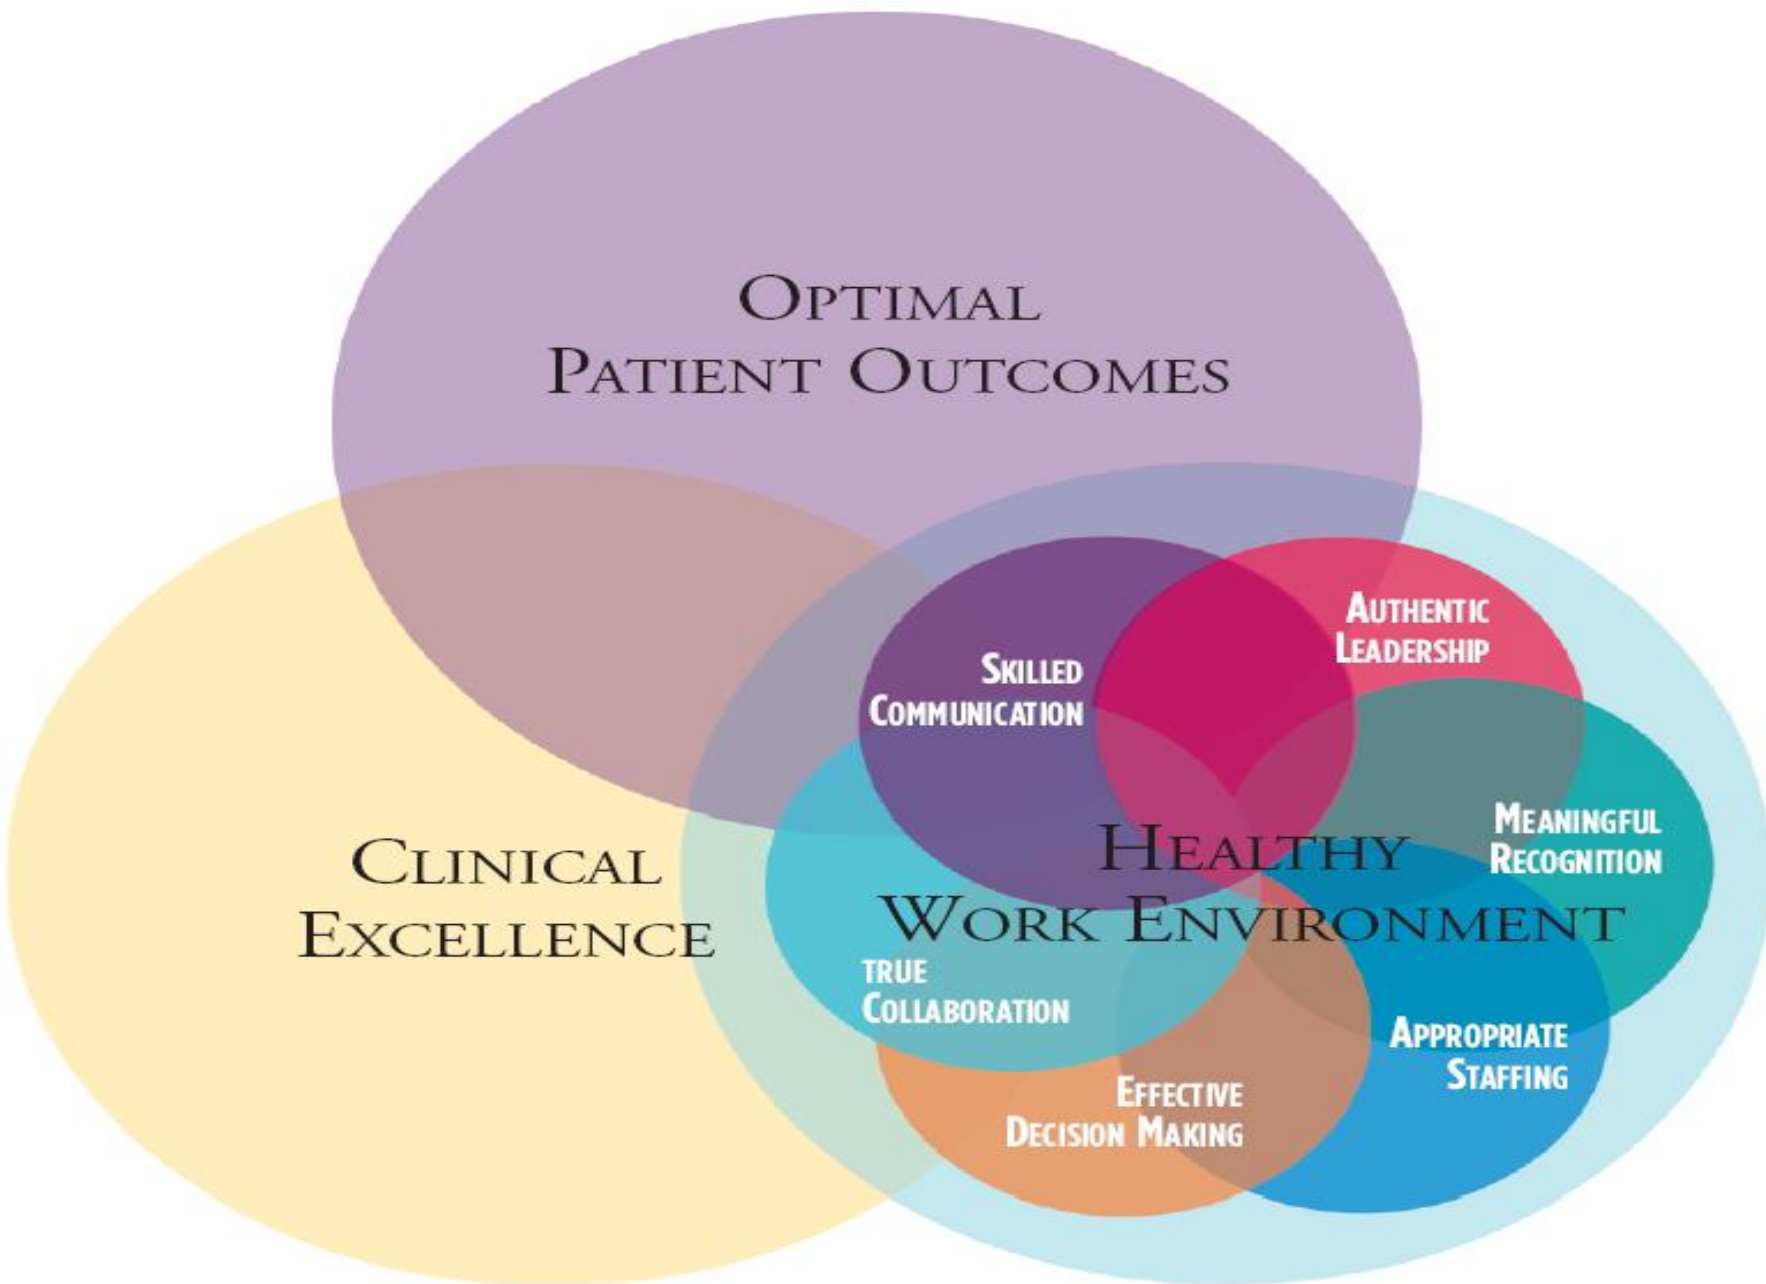 OPTIMAL
PATIENT OUTCOMES
CLINICAL
EXCELLENCE
HEALTHY
WORK ENVIRONMENT
SKILLED
COMMUNICATION
AUTHENTIC
LEADERSHIP
MEANINGFUL
RECOGNITION
TRUE
COLLABORATION
APPROPRIATE
STAFFING
EFFECTIVE
DECISION MAKING